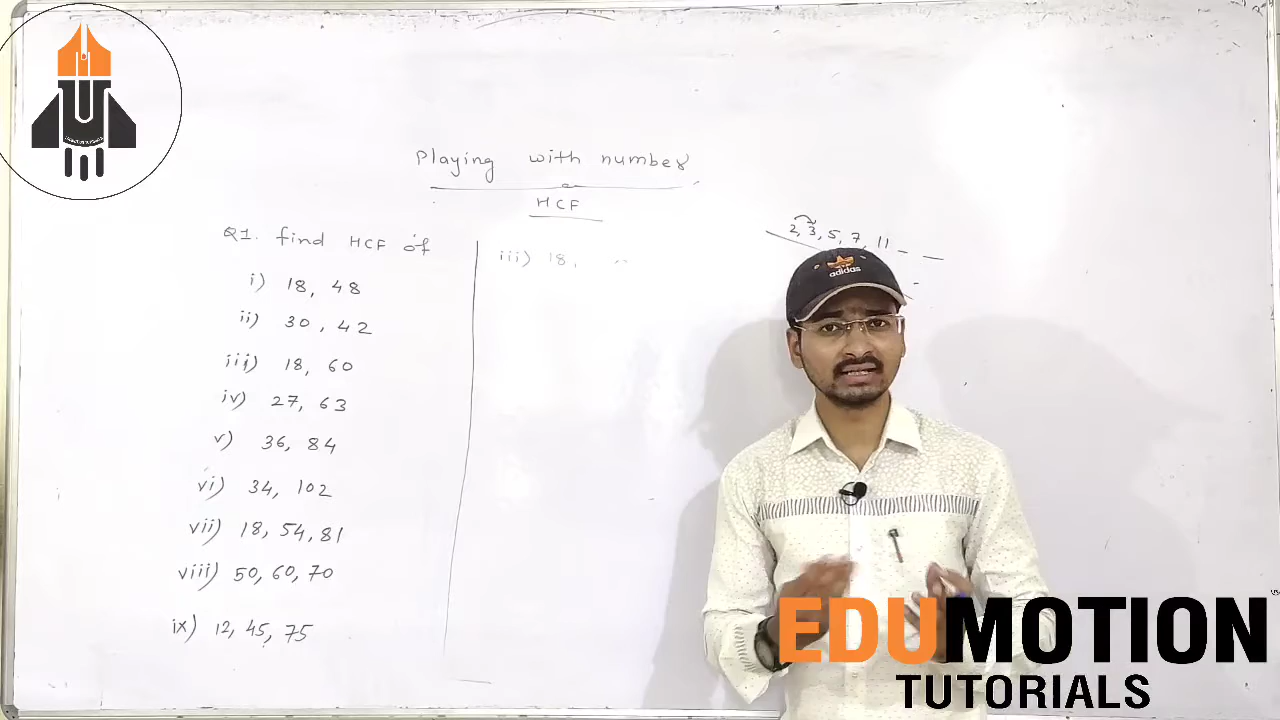 Playing with number
HCF
Q1. find HCF of
i) 18, 48
ii) 30, 42
iii) 18, 60
iv) 27, 63
v) 36, 84
vi) 34, 102
vii) 18, 54, 81
viii) 50, 60, 70
ix) 12, 45, 75
iii) 18,
2, 3, 5, 7, 11 _ _
adidas
EDUMOTION
TUTORIALS